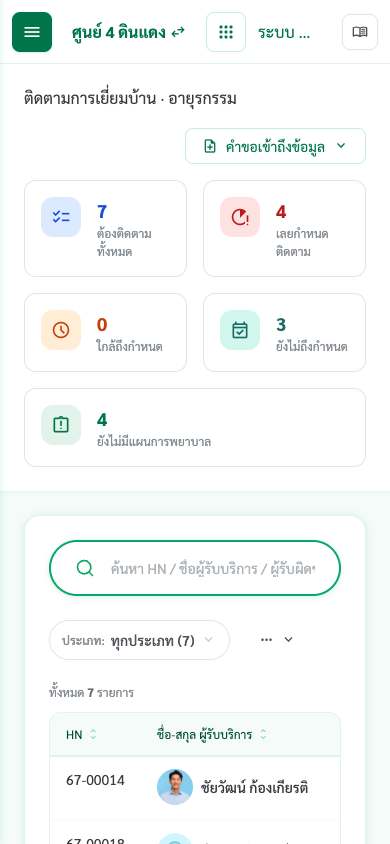 ศูนย์ 4 ดินแดง
ระบบ ...
ติดตามการเยี่ยมบ้าน · อายุรกรรม
คำขอเข้าถึงข้อมูล
7
ต้องติดตาม
ทั้งหมด
4
เลยกำหนด
ติดตาม
0
ใกล้ถึงกำหนด
3
ยังไม่ถึงกำหนด
4
ยังไม่มีแผนการพยาบาล
ค้นหา HN / ชื่อผู้รับบริการ / ผู้รับผิด
ประเภท: ทุกประเภท (7)
ทั้งหมด 7 รายการ
HN ชื่อ-สกุล ผู้รับบริการ
67-00014 ชัยวัฒน์ ก้องเกียรติ
67-00018